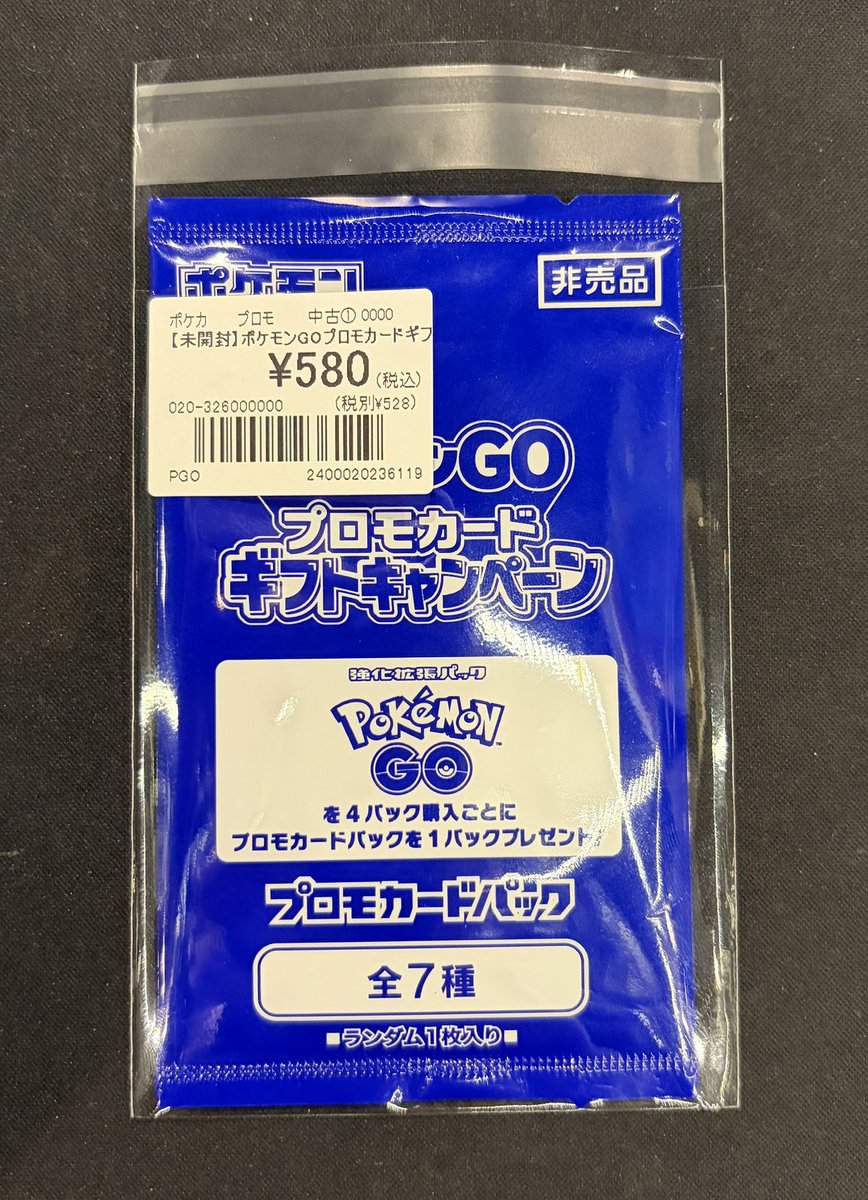 ポケモン
非売品
ポケカ プロモ 中古① 0000
【未開封】ポケモンGOプロモカードギフ
¥580(税込)
020-326000000 (税別¥528)
PGO 2400020236119
ンGO
プロモカード
ギフトキャンペーン
強化拡張パック
Pokémon
GO
を4パック購入ごとに
プロモカードパックを1パックプレゼント!
プロモカードパック
全7種
■ランダム1枚入り■